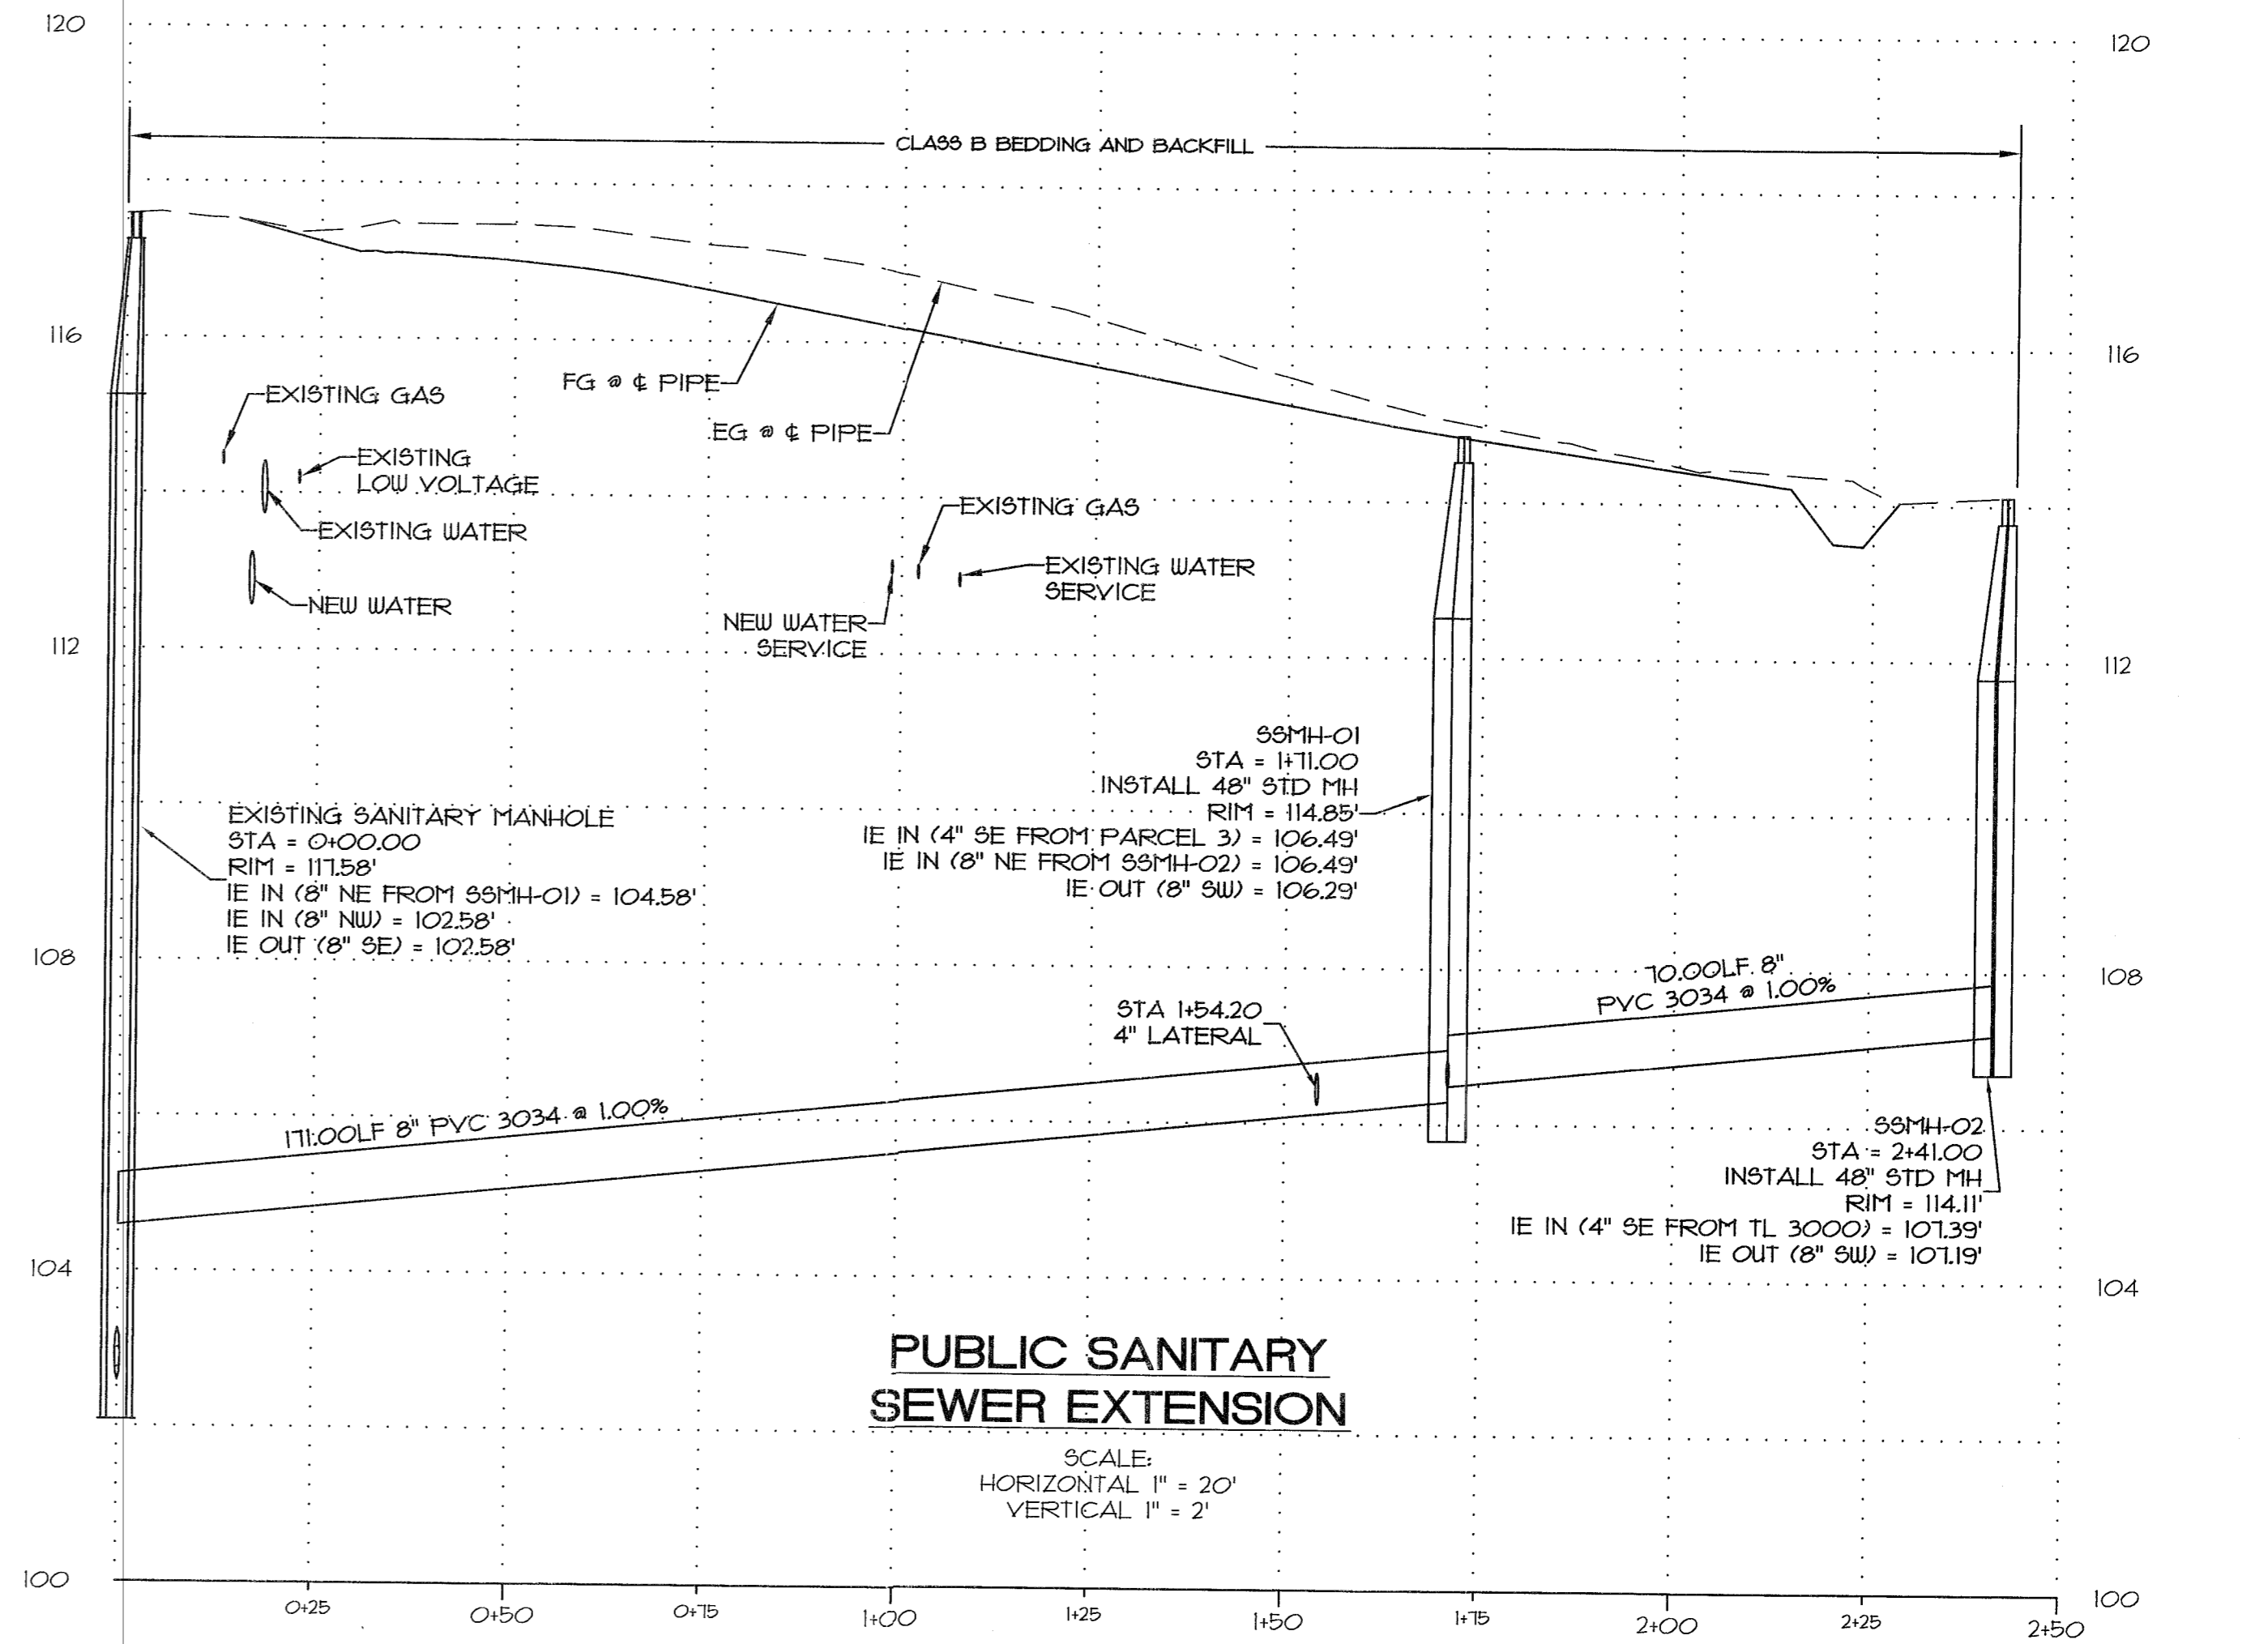 120
120
CLASS B BEDDING AND BACKFILL
116
116
FG @ ℄ PIPE
EG @ ℄ PIPE
EXISTING GAS
EXISTING
LOW VOLTAGE
EXISTING WATER
NEW WATER
EXISTING GAS
EXISTING WATER
SERVICE
NEW WATER
SERVICE
112
112
SSMH-01
STA = 1+71.00
INSTALL 48" STD MH
RIM = 114.85'
IE IN (4" SE FROM PARCEL 3) = 106.49'
IE IN (8" NE FROM SSMH-02) = 106.49'
IE OUT (8" SW) = 106.29'
EXISTING SANITARY MANHOLE
STA = 0+00.00
RIM = 117.58'
IE IN (8" NE FROM SSMH-01) = 104.58'
IE IN (8" NW) = 102.58'
IE OUT (8" SE) = 102.58'
108
108
70.00LF 8"
PVC 3034 @ 1.00%
STA 1+54.20
4" LATERAL
171.00LF 8" PVC 3034 @ 1.00%
SSMH-02
STA = 2+41.00
INSTALL 48" STD MH
RIM = 114.11'
IE IN (4" SE FROM TL 3000) = 107.39'
IE OUT (8" SW) = 107.19'
104
104
PUBLIC SANITARY
SEWER EXTENSION
SCALE:
HORIZONTAL 1" = 20'
VERTICAL 1" = 2'
100
100
0+25
0+50
0+75
1+00
1+25
1+50
1+75
2+00
2+25
2+50